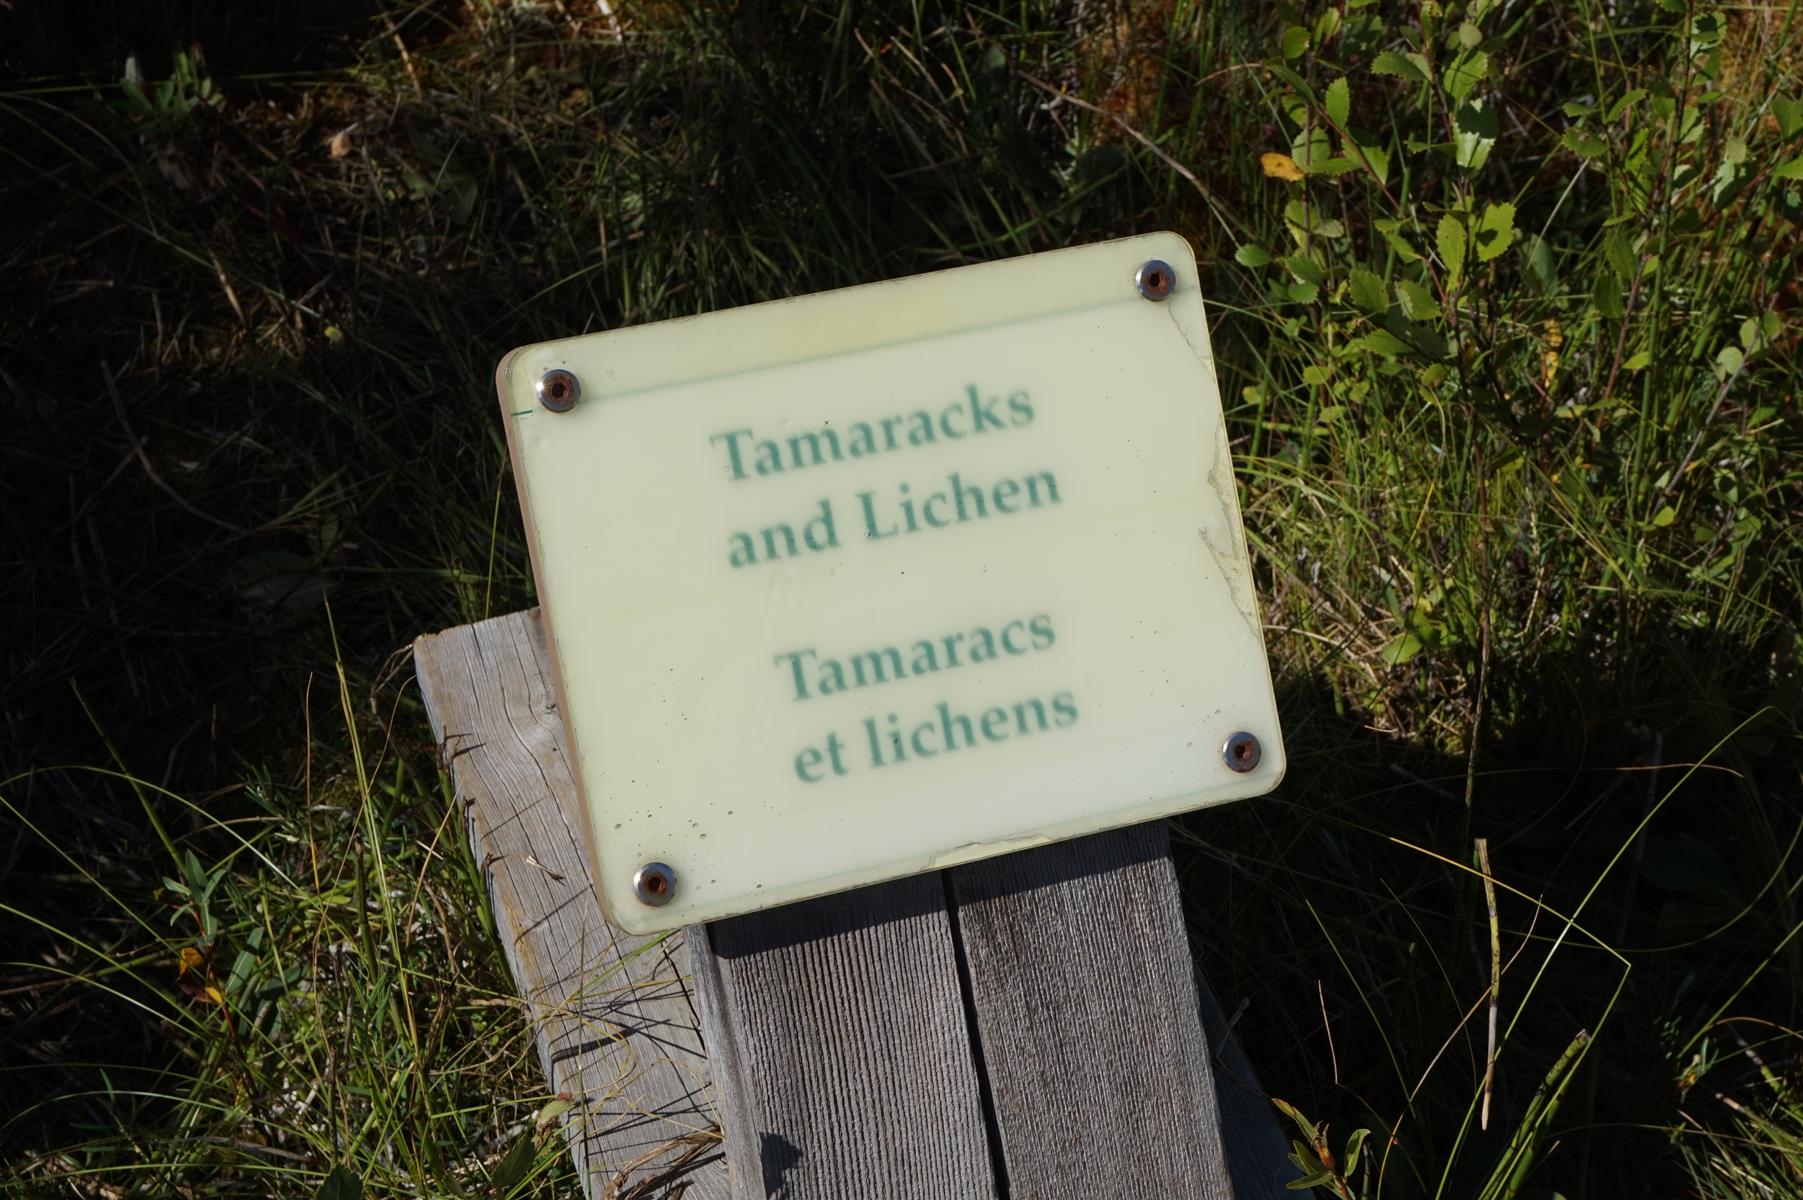 Tamaracks
and Lichen
Tamaracs
et lichens